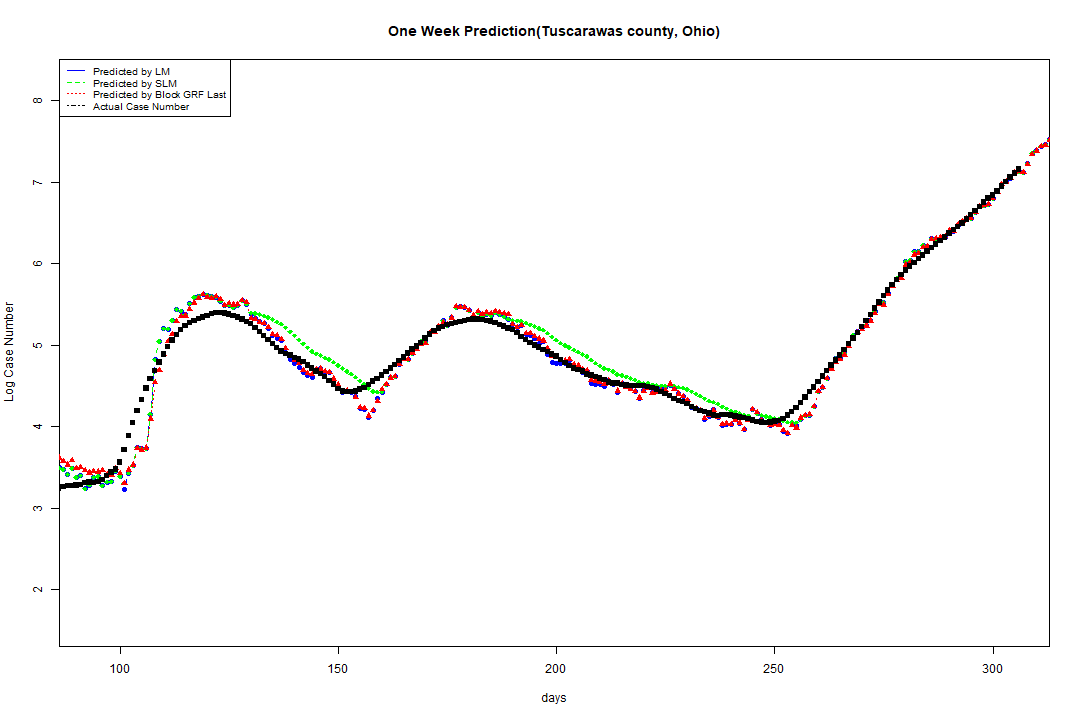 One Week Prediction(Tuscarawas county, Ohio)
Predicted by LM
Predicted by SLM
Predicted by Block GRF Last
Actual Case Number
8
7
6
5
4
3
2
Log Case Number
100 150 200 250 300
days